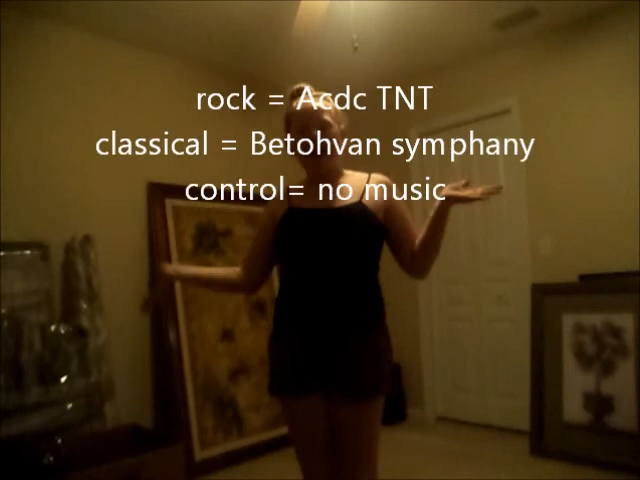 rock = Acdc TNT
classical = Betohvan symphany
control= no music